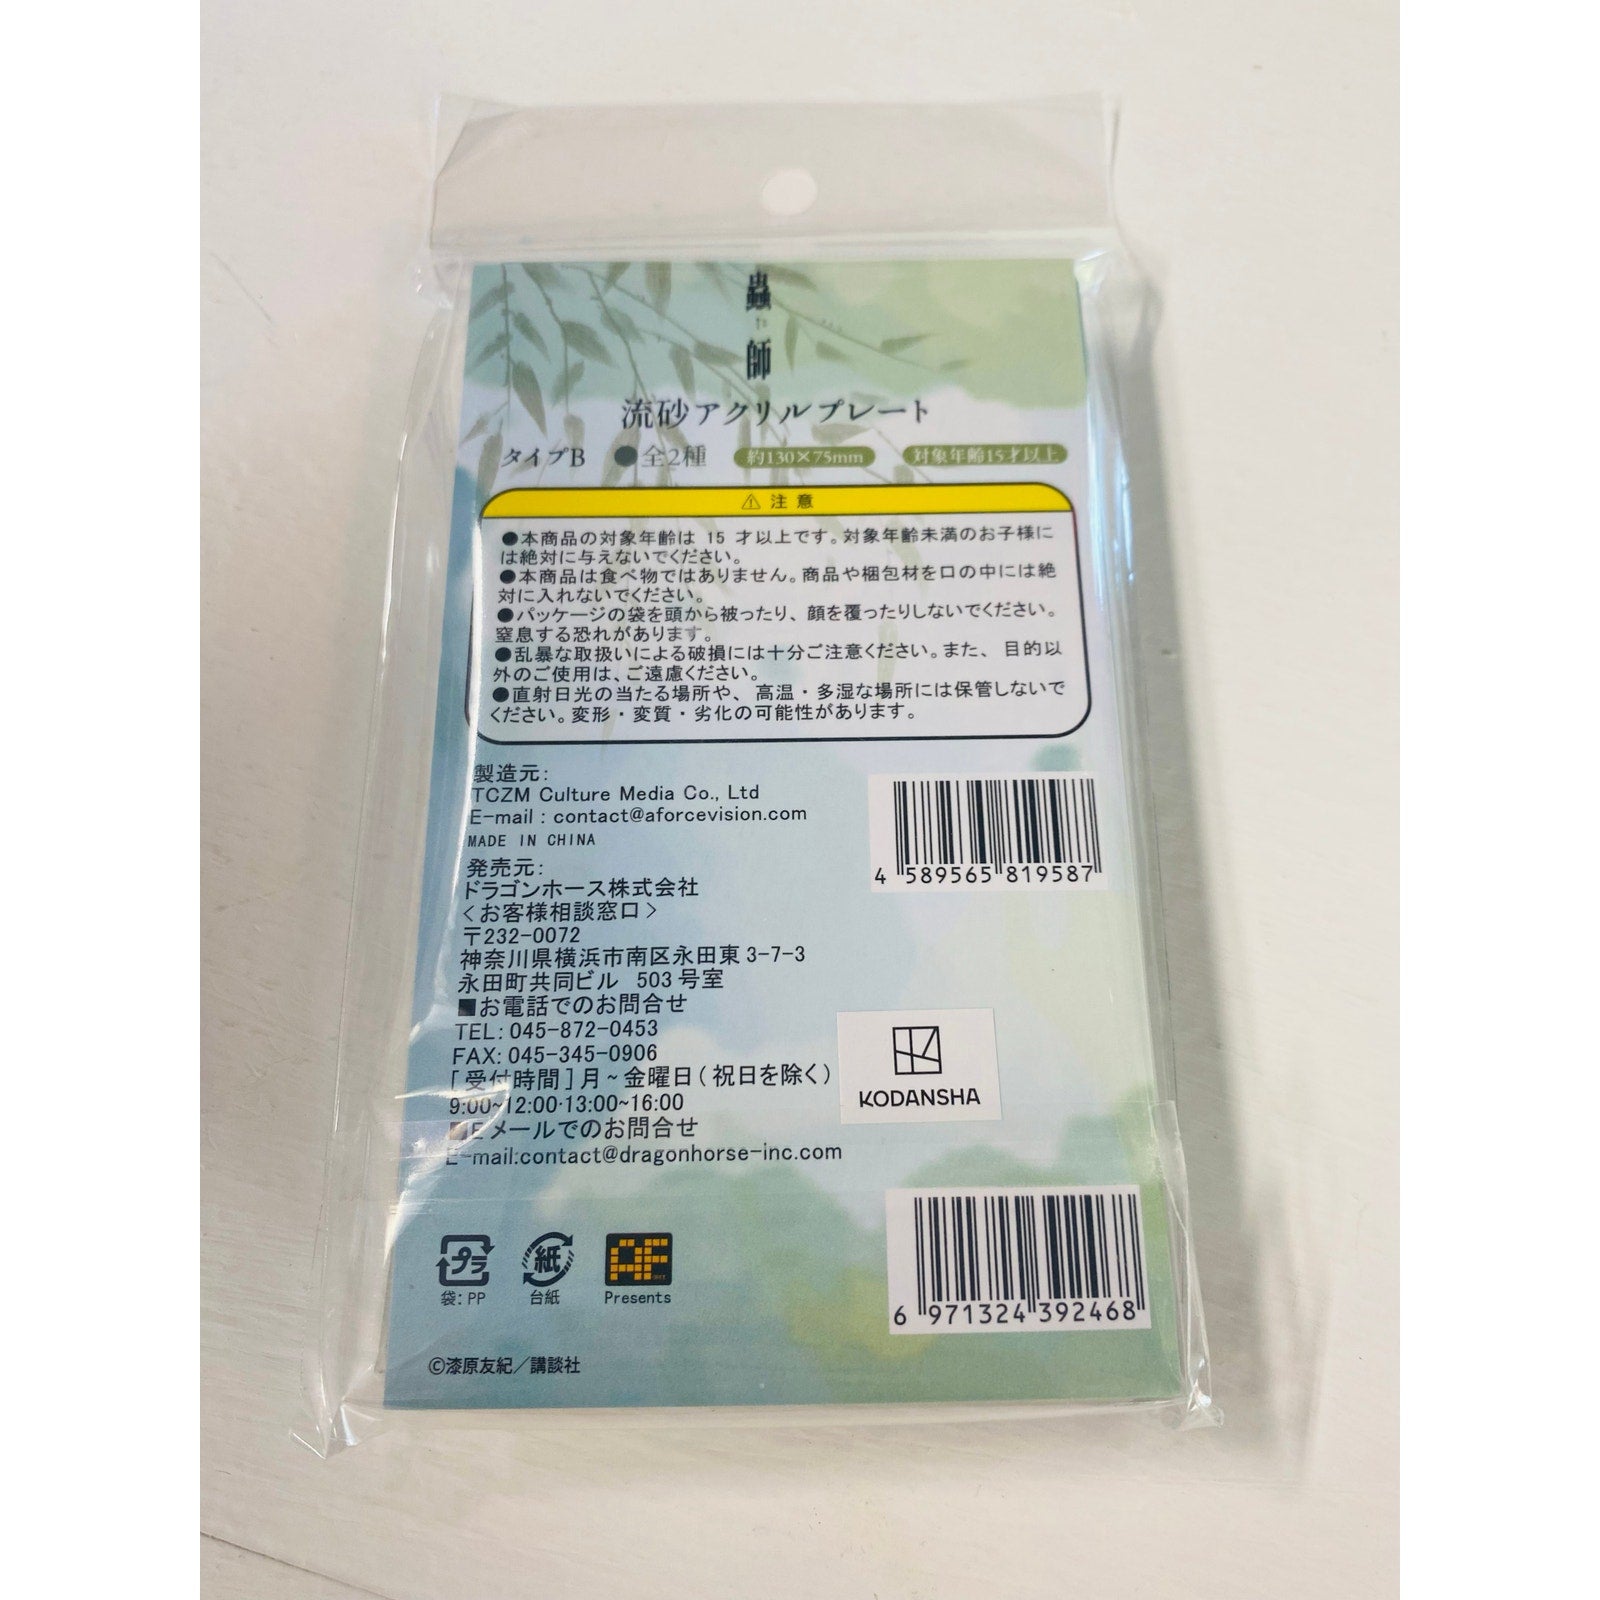 蟲
師
流砂アクリルプレート
タイプB ●全2種 約130×75mm 対象年齢15才以上
⚠ 注意
●本商品の対象年齢は 15 才以上です。対象年齢未満のお子様に
は絶対に与えないでください。
●本商品は食べ物ではありません。商品や梱包材を口の中には絶
対に入れないでください。
●パッケージの袋を頭から被ったり、顔を覆ったりしないでください。
窒息する恐れがあります。
●乱暴な取扱いによる破損には十分ご注意ください。また、目的以
外のご使用は、ご遠慮ください。
●直射日光の当たる場所や、高温・多湿な場所には保管しないで
ください。変形・変質・劣化の可能性があります。
製造元:
TCZM Culture Media Co., Ltd
E-mail : contact@aforcevision.com
MADE IN CHINA
4 589565 819587
発売元:
ドラゴンホース株式会社
<お客様相談窓口>
〒232-0072
神奈川県横浜市南区永田東 3-7-3
永田町共同ビル 503 号室
■お電話でのお問合せ
TEL: 045-872-0453
FAX: 045-345-0906
[受付時間]月~金曜日(祝日を除く)
9:00~12:00·13:00~16:00
■Eメールでのお問合せ
E-mail:contact@dragonhorse-inc.com
KODANSHA
プラ
袋: PP
紙
台紙
AF
Presents
6 971324 392468
©漆原友紀/講談社